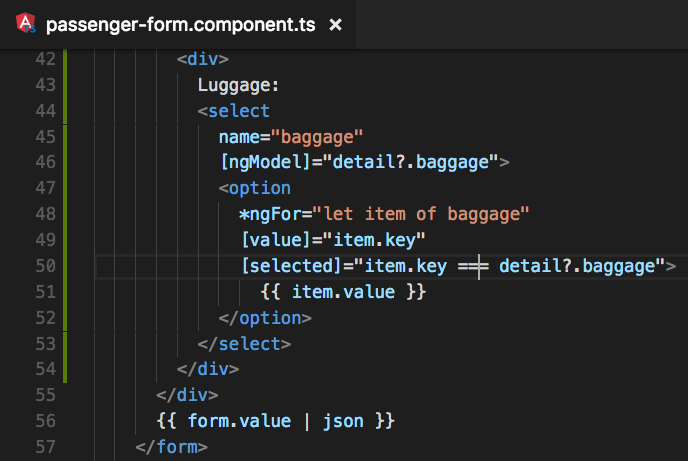 passenger-form.component.ts ×
42 <div>
43 Luggage:
44 <select
45 name="baggage"
46 [ngModel]="detail?.baggage">
47 <option
48 *ngFor="let item of baggage"
49 [value]="item.key"
50 [selected]="item.key === detail?.baggage">
51 {{ item.value }}
52 </option>
53 </select>
54 </div>
55 </div>
56 {{ form.value | json }}
57 </form>